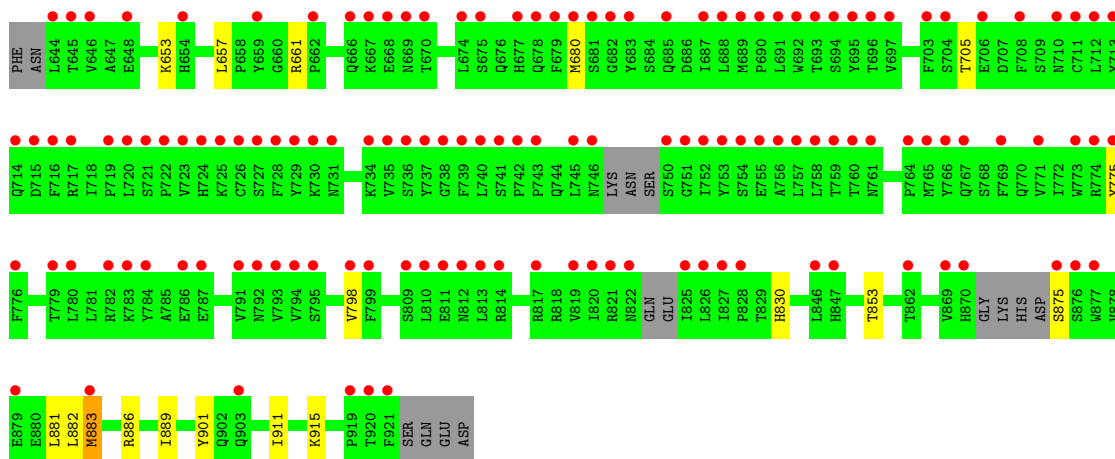 PHE ASN L644 T645 V646 A647 E648 K653 H654 L657 P658 Y659 G660 R661 P662 Q666 K667 E668 N669 T670 L674 S675 Q676 H677 Q678 F679 M680 S681 G682 Y683 S684 Q685 D686 I687 L688 M689 P690 L691 W692 T693 S694 Y695 T696 V697 F703 S704 T705 E706 D707 F708 S709 N710 C711 L712
Q714 D715 F716 R717 I718 P719 L720 S721 P722 V723 H724 K725 C726 S727 F728 Y729 K730 N731 K734 V735 S736 Y737 G738 F739 L740 S741 P742 P743 Q744 L745 N746 LYS ASN SER S750 G751 I752 Y753 S754 E755 A756 L757 L758 T759 T760 N761 P764 M765 Y766 Q767 S768 F769 Q770 V771 I772 W773 R774 Y775
F776 T779 L780 L781 R782 K783 Y784 A785 E786 E787 V791 N792 V793 V794 S795 V798 F799 S809 L810 E811 N812 L813 R814 R817 R818 V819 I820 R821 N822 GLN GLU I825 L826 I827 P828 T829 H830 L846 H847 T853 T862 V869 H870 GLY LYS HIS ASP S875 S876 W877
E879 E880 L881 L882 M883 R886 I889 Y901 Q902 Q903 I911 K915 P919 T920 F921 SER GLN GLU ASP